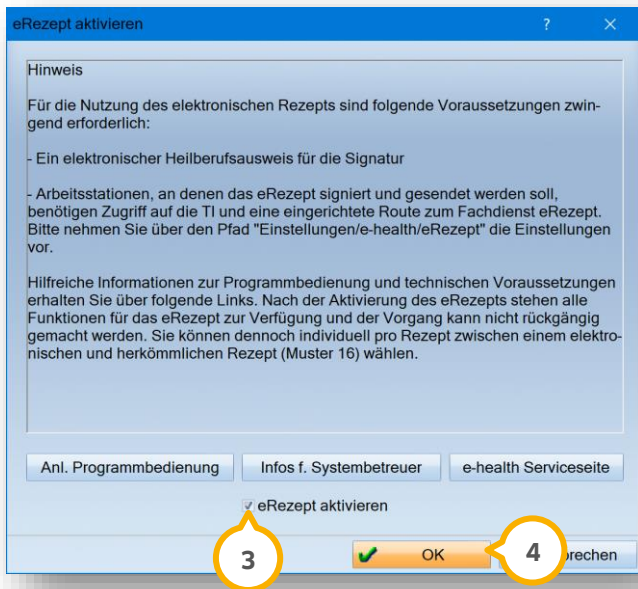 eRezept aktivieren ? ×
Hinweis
Für die Nutzung des elektronischen Rezepts sind folgende Voraussetzungen zwin-
gend erforderlich:
- Ein elektronischer Heilberufsausweis für die Signatur
- Arbeitsstationen, an denen das eRezept signiert und gesendet werden soll,
benötigen Zugriff auf die TI und eine eingerichtete Route zum Fachdienst eRezept.
Bitte nehmen Sie über den Pfad "Einstellungen/e-health/eRezept" die Einstellungen
vor.
Hilfreiche Informationen zur Programmbedienung und technischen Voraussetzungen
erhalten Sie über folgende Links. Nach der Aktivierung des eRezepts stehen alle
Funktionen für das eRezept zur Verfügung und der Vorgang kann nicht rückgängig
gemacht werden. Sie können dennoch individuell pro Rezept zwischen einem elektro-
nischen und herkömmlichen Rezept (Muster 16) wählen.
Anl. Programmbedienung Infos f. Systembetreuer e-health Serviceseite
eRezept aktivieren
3 OK 4 prechen